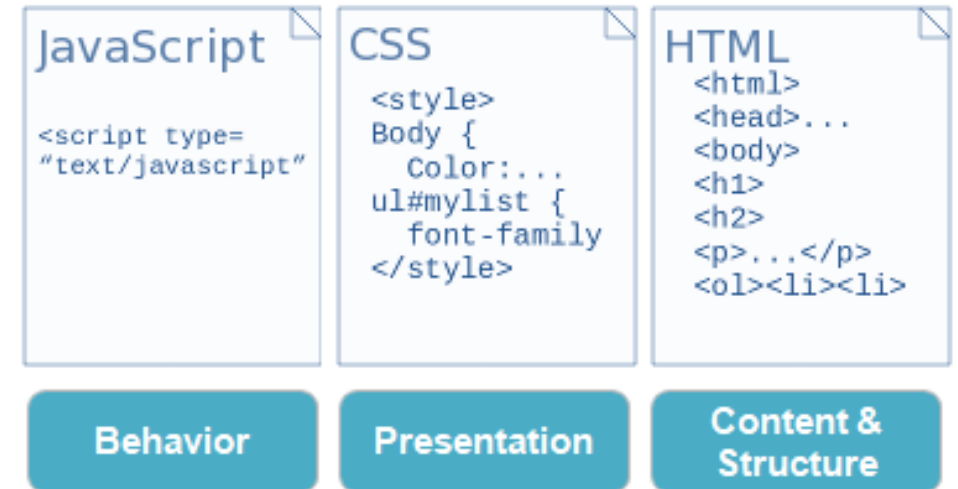 JavaScript
<script type=
“text/javascript”
CSS
<style>
Body {
  Color:...
ul#mylist {
  font-family
</style>
HTML
<html>
<head>...
<body>
<h1>
<h2>
<p>...</p>
<ol><li><li>
Behavior
Presentation
Content &
Structure